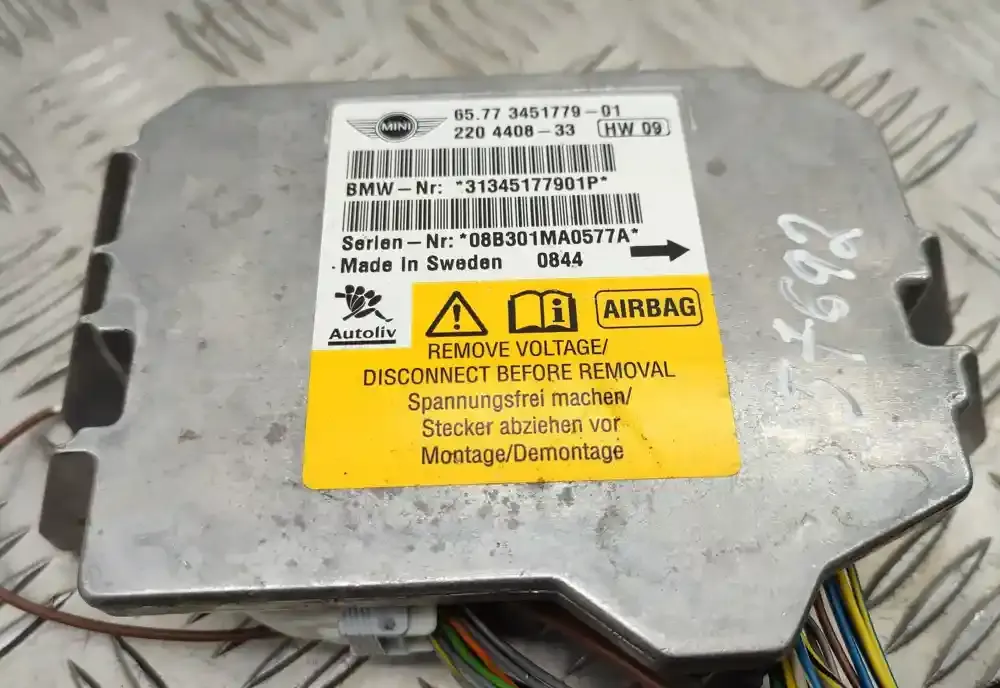 MINI
65.77 3451779-01
220 4408-33 HW 09
BMW-Nr: *31345177901P*
Serien-Nr: *08B301MA0577A*
Made in Sweden 0844
Autoliv
AIRBAG
REMOVE VOLTAGE/
DISCONNECT BEFORE REMOVAL
Spannungsfrei machen/
Stecker abziehen vor
Montage/Demontage